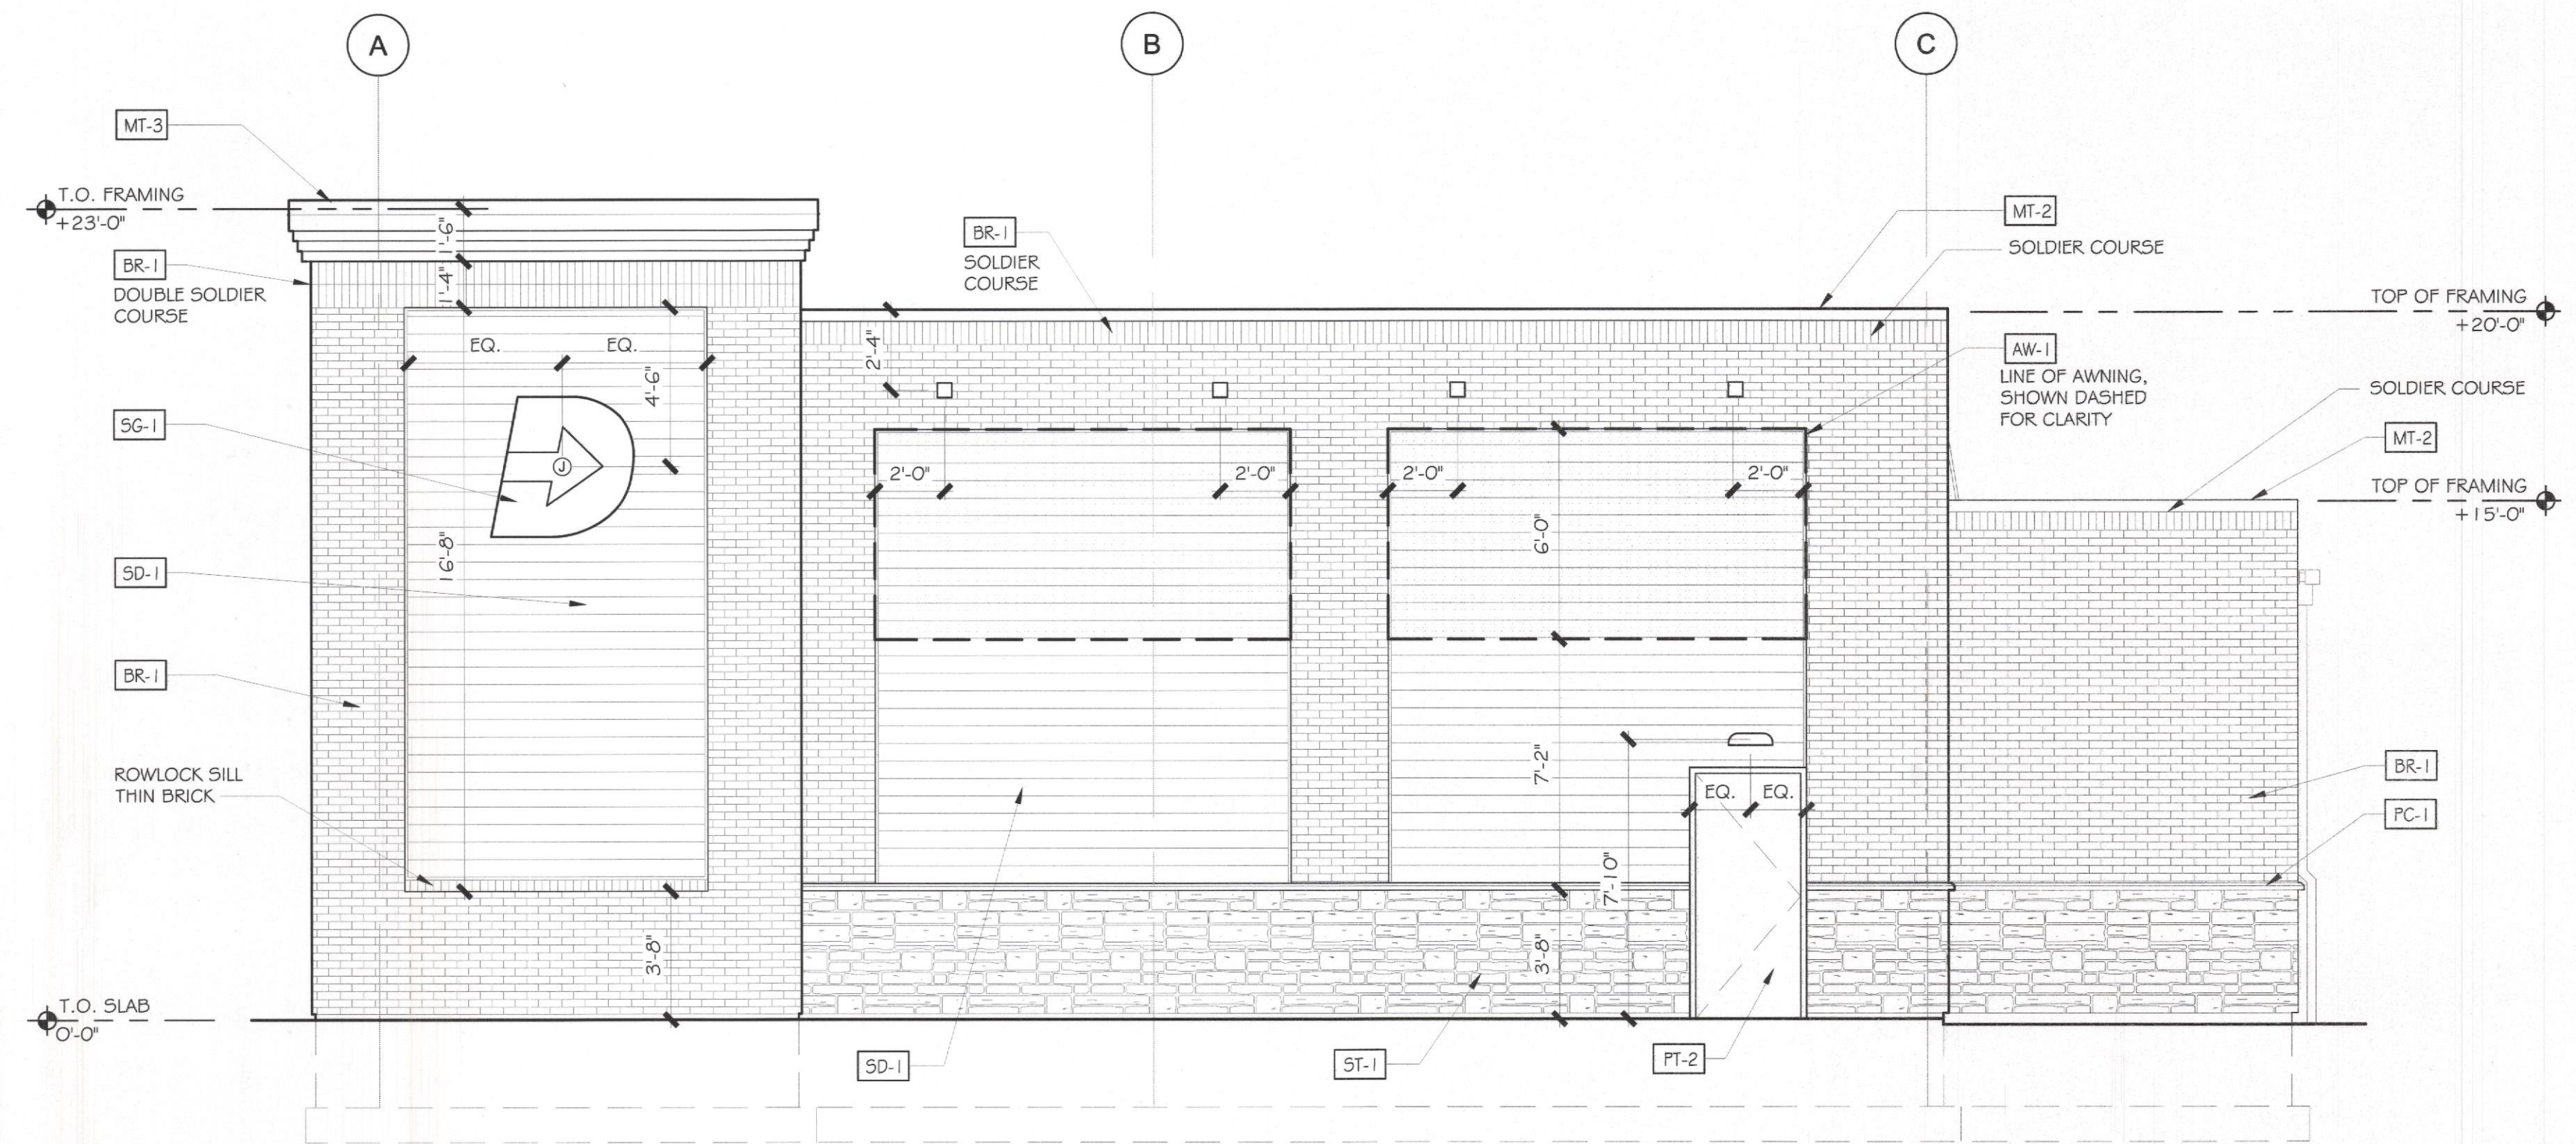 A
B
C
MT-3
T.O. FRAMING
+23'-0"
BR-1
DOUBLE SOLDIER
COURSE
SG-1
SD-1
BR-1
ROWLOCK SILL
THIN BRICK
T.O. SLAB
0'-0"
1'-6"
1'-4"
EQ.
EQ.
4'-6"
J
16'-8"
3'-8"
BR-1
SOLDIER
COURSE
2'-4"
2'-0"
2'-0"
2'-0"
2'-0"
6'-0"
7'-2"
EQ.
EQ.
7'-10"
3'-8"
SD-1
ST-1
PT-2
MT-2
SOLDIER COURSE
TOP OF FRAMING
+20'-0"
AW-1
LINE OF AWNING,
SHOWN DASHED
FOR CLARITY
SOLDIER COURSE
MT-2
TOP OF FRAMING
+15'-0"
BR-1
PC-1